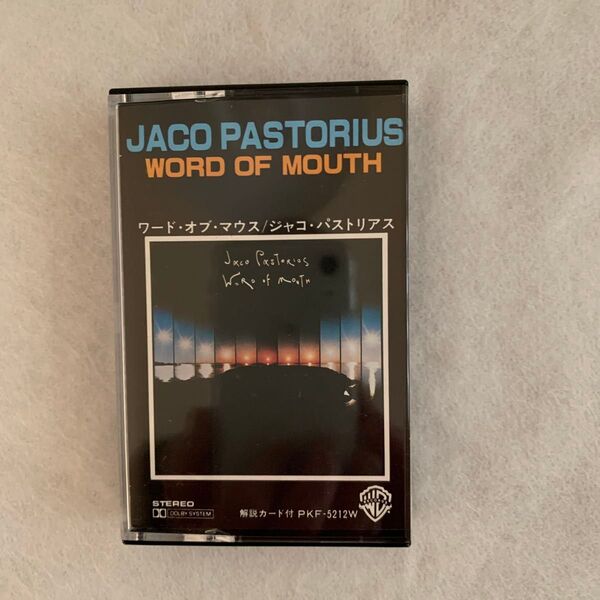 JACO PASTORIUS
WORD OF MOUTH
ワード・オブ・マウス/ジャコ・パストリアス
Jaco Pastorius
Word of Mouth
STEREO
DOLBY SYSTEM
解説カード付 PKF-5212W